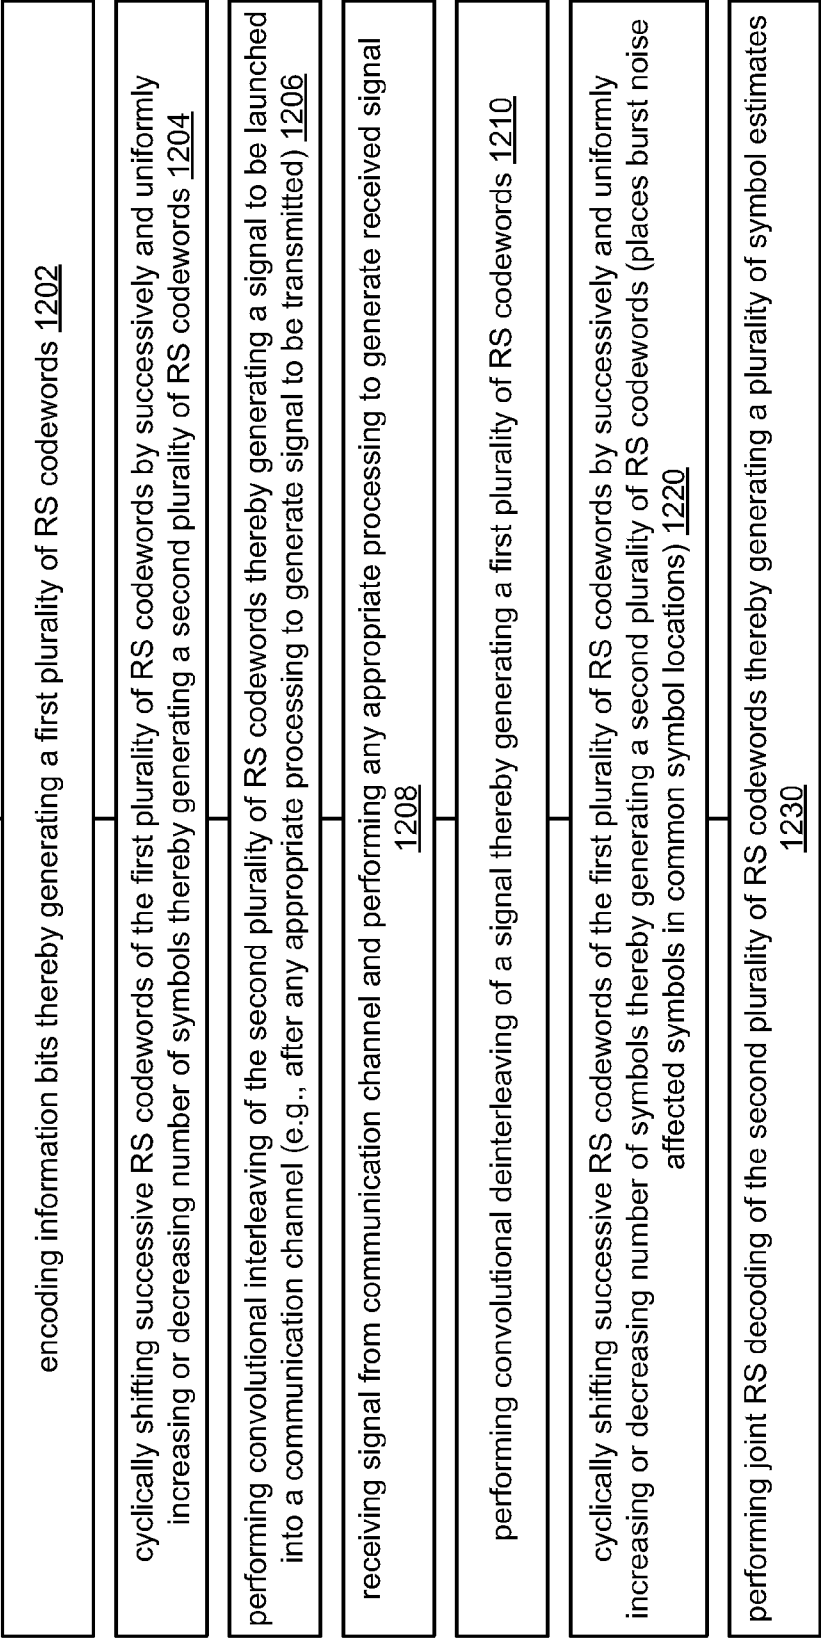 encoding information bits thereby generating a first plurality of RS codewords 1202
cyclically shifting successive RS codewords of the first plurality of RS codewords by successively and uniformly
increasing or decreasing number of symbols thereby generating a second plurality of RS codewords 1204
performing convolutional interleaving of the second plurality of RS codewords thereby generating a signal to be launched
into a communication channel (e.g., after any appropriate processing to generate signal to be transmitted) 1206
receiving signal from communication channel and performing any appropriate processing to generate received signal
1208
performing convolutional deinterleaving of a signal thereby generating a first plurality of RS codewords 1210
cyclically shifting successive RS codewords of the first plurality of RS codewords by successively and uniformly
increasing or decreasing number of symbols thereby generating a second plurality of RS codewords (places burst noise
affected symbols in common symbol locations) 1220
performing joint RS decoding of the second plurality of RS codewords thereby generating a plurality of symbol estimates
1230